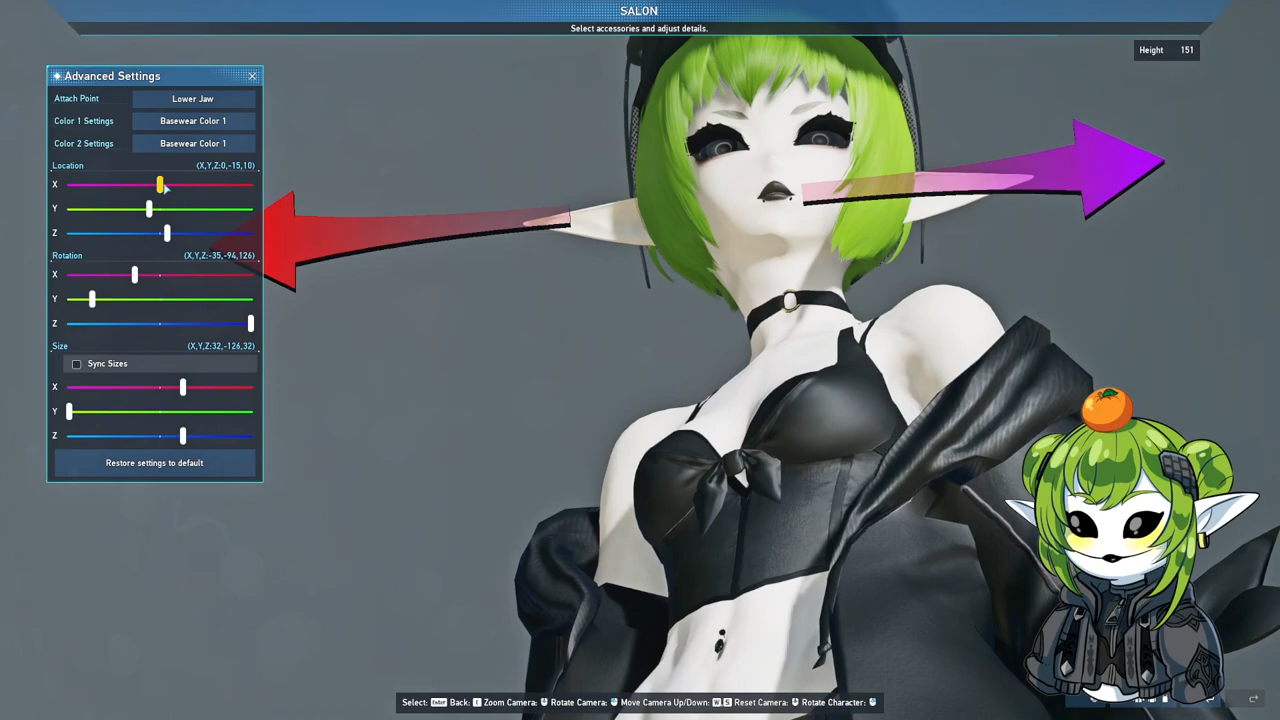 SALON
Select accessories and adjust details.
Height 151
Advanced Settings
Attach Point Lower Jaw
Color 1 Settings Basewear Color 1
Color 2 Settings Basewear Color 1
Location (X,Y,Z:0,-15,10)
X
Y
Z
Rotation (X,Y,Z:-35,-94,126)
X
Y
Z
Size (X,Y,Z:32,-126,32)
Sync Sizes
X
Y
Z
Restore settings to default
Select: Enter Back: Zoom Camera: Rotate Camera: Move Camera Up/Down: W,S Reset Camera: Rotate Character: